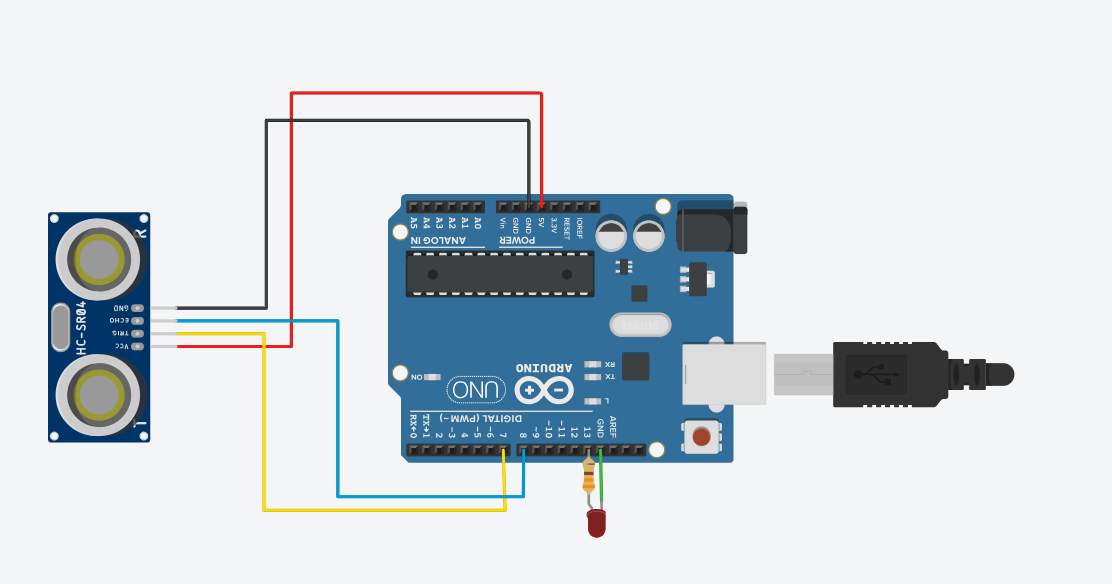 HC-SR04
GND
ECHO
TRIG
VCC
R
T
A5 A4 A3 A2 A1 A0
ANALOG IN
Vin GND GND 5V 3.3V RESET IOREF
POWER
RX
TX
L
ON
UNO
ARDUINO
DIGITAL (PWM~)
RX←0 TX→1 2 ~3 4 ~5 ~6 7
8 ~9 ~10 ~11 12 13 GND AREF